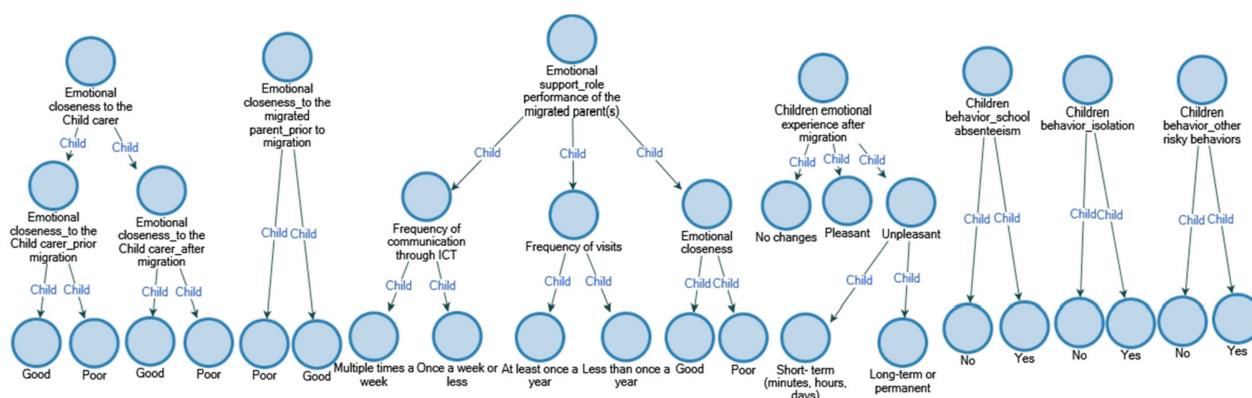 Emotional
closeness to the
Child carer
Child
Child
Emotional
closeness_to the
Child carer_prior
migration
Child
Child
Good
Poor
Emotional
closeness_to the
Child carer_after
migration
Child
Child
Good
Poor
Emotional
closeness_to the
migrated
parent_prior to
migration
Child
Child
Poor
Good
Emotional
support_role
performance of the
migrated parent(s)
Child
Child
Child
Frequency of
communication
through ICT
Child
Child
Multiple times a
week
Once a week or
less
Frequency of visits
Child
Child
At least once a
year
Less than once a
year
Emotional
closeness
Child
Child
Good
Poor
Children emotional
experience after
migration
Child
Child
Child
No changes
Pleasant
Unpleasant
Child
Child
Short- term
(minutes, hours,
days)
Long-term or
permanent
Children
behavior_school
absenteeism
Child
Child
No
Yes
Children
behavior_isolation
Child
Child
No
Yes
Children
behavior_other
risky behaviors
Child
Child
No
Yes